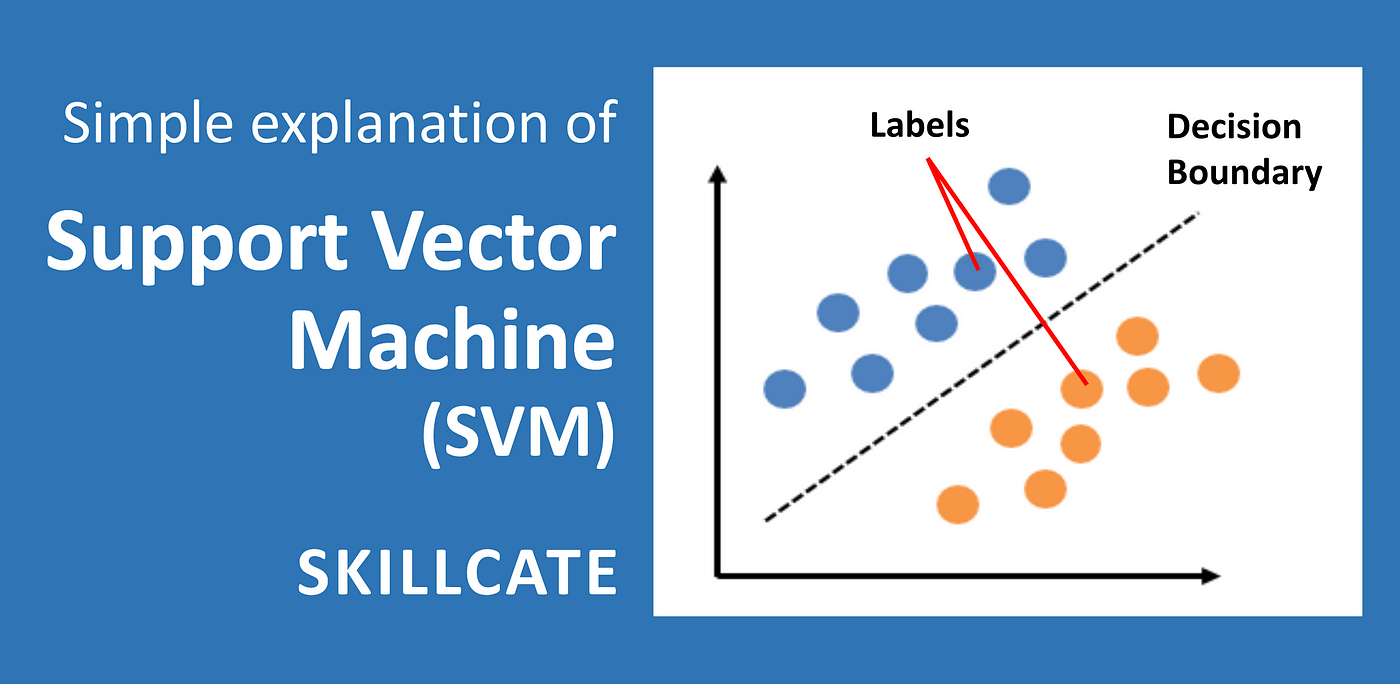 Simple explanation of
Support Vector
Machine
(SVM)
SKILLCATE
Labels
Decision
Boundary